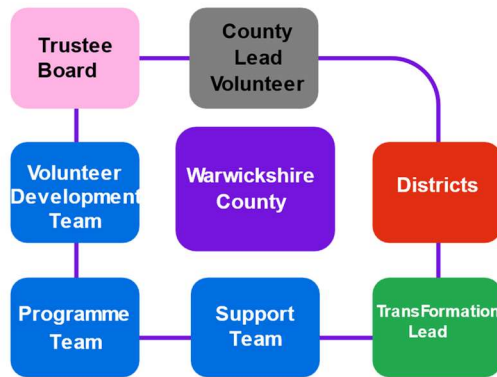 Trustee
Board
County
Lead
Volunteer
Volunteer
Development
Team
Warwickshire
County
Districts
Programme
Team
Support
Team
TransFormation
Lead